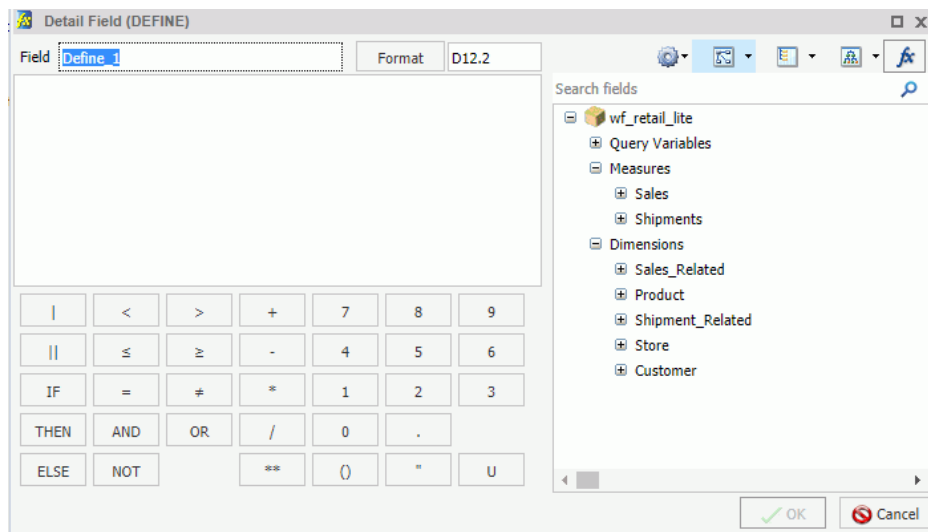 Detail Field (DEFINE)
Field Define_1 Format D12.2
fx
Search fields
wf_retail_lite
Query Variables
Measures
Sales
Shipments
Dimensions
Sales_Related
Product
Shipment_Related
Store
Customer
| < > + 7 8 9
|| ≤ ≥ - 4 5 6
IF = ≠ * 1 2 3
THEN AND OR / 0 .
ELSE NOT ** () " U
OK Cancel